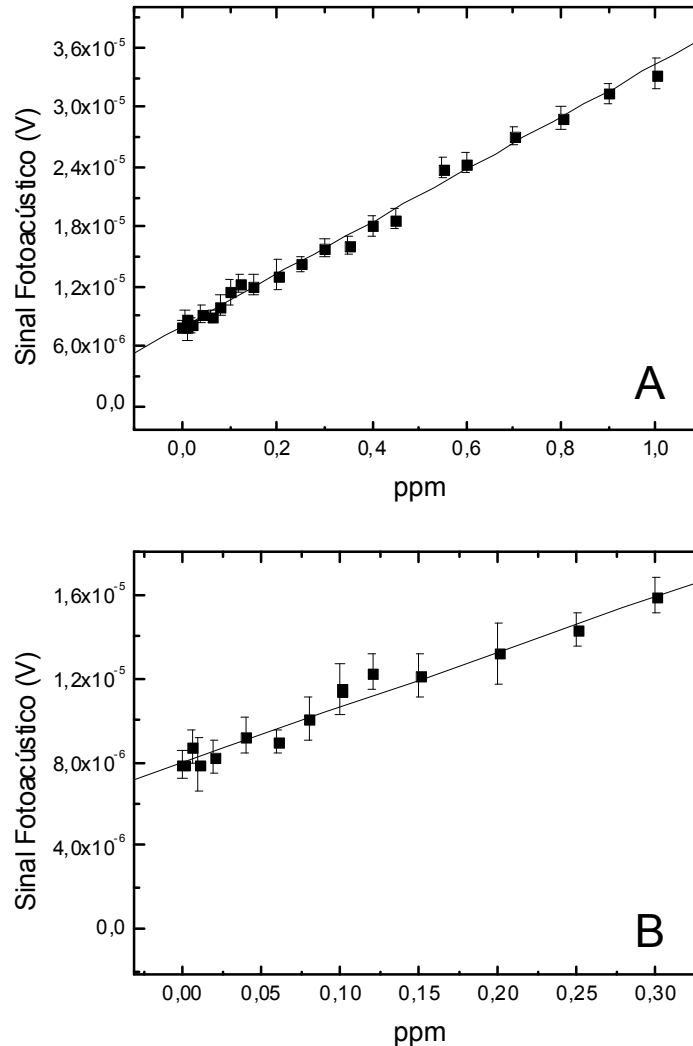 Sinal Fotoacústico (V)
3,6x10⁻⁵
3,0x10⁻⁵
2,4x10⁻⁵
1,8x10⁻⁵
1,2x10⁻⁵
6,0x10⁻⁶
0,0
A
0,0 0,2 0,4 0,6 0,8 1,0
ppm
Sinal Fotoacústico (V)
1,6x10⁻⁵
1,2x10⁻⁵
8,0x10⁻⁶
4,0x10⁻⁶
0,0
B
0,00 0,05 0,10 0,15 0,20 0,25 0,30
ppm